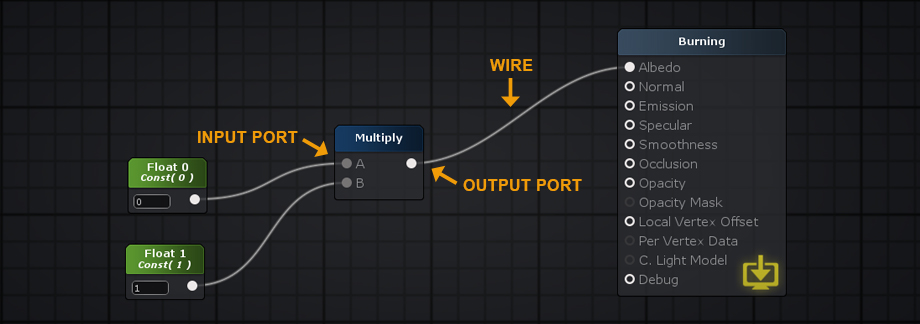 Burning
WIRE
Albedo
Normal
Emission
Specular
Smoothness
Occlusion
Opacity
Opacity Mask
Local Vertex Offset
Per Vertex Data
C. Light Model
Debug
INPUT PORT
Multiply
A
B
OUTPUT PORT
Float 0
Const( 0 )
0
Float 1
Const( 1 )
1